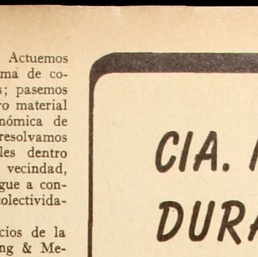 Actuemos
ma de co-
s; pasemos
ro material
nómica de
resolvamos
les dentro
vecindad,
gue a con-
colectivida-
cios de la
ng & Me-
CIA.
DURA